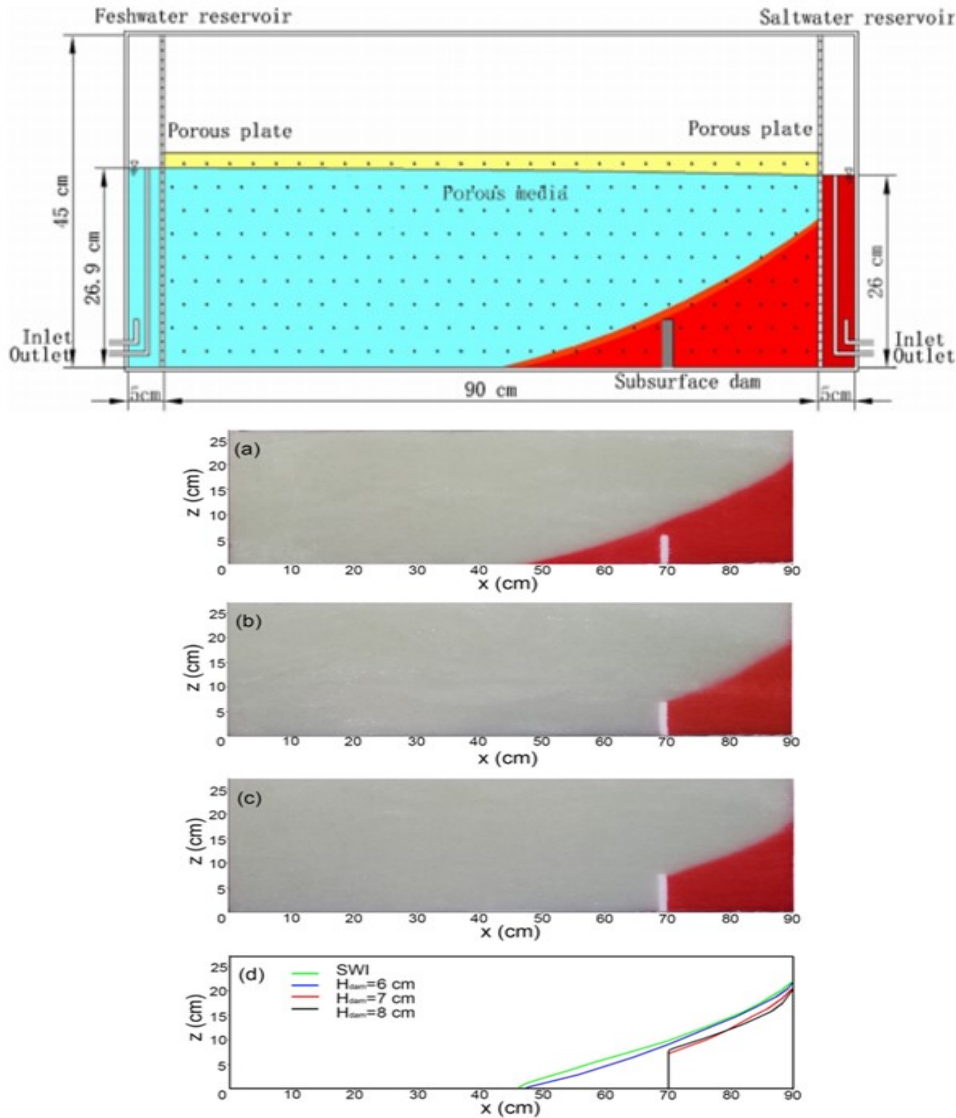 Feshwater reservoir
Saltwater reservoir
Porous plate
Porous plate
Porous media
45 cm
26.9 cm
26 cm
Inlet
Outlet
Inlet
Outlet
Subsurface dam
5cm
90 cm
5cm
(a)
z (cm)
25
20
15
10
5
0
10
20
30
40
50
60
70
80
90
x (cm)
(b)
z (cm)
25
20
15
10
5
0
10
20
30
40
50
60
70
80
90
x (cm)
(c)
z (cm)
25
20
15
10
5
0
10
20
30
40
50
60
70
80
90
x (cm)
(d)
SWI
Hdam=6 cm
Hdam=7 cm
Hdam=8 cm
z (cm)
25
20
15
10
5
0
10
20
30
40
50
60
70
80
90
x (cm)